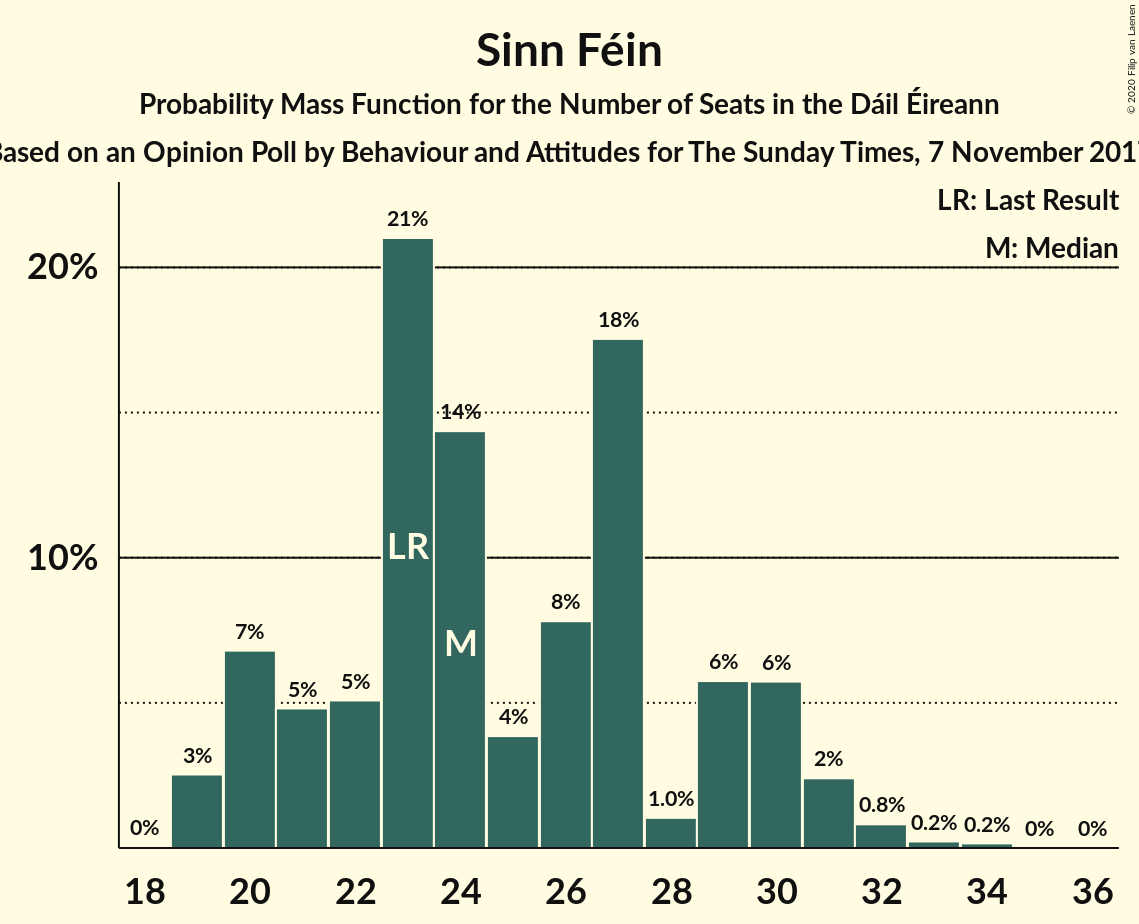 Sinn Féin
Probability Mass Function for the Number of Seats in the Dáil Éireann
Based on an Opinion Poll by Behaviour and Attitudes for The Sunday Times, 7 November 2017
© 2020 Filip van Laenen
LR: Last Result
M: Median
20%
10%
0%
3%
7%
5%
5%
21%
14%
4%
8%
18%
1.0%
6%
6%
2%
0.8%
0.2%
0.2%
0%
0%
LR
M
18 20 22 24 26 28 30 32 34 36